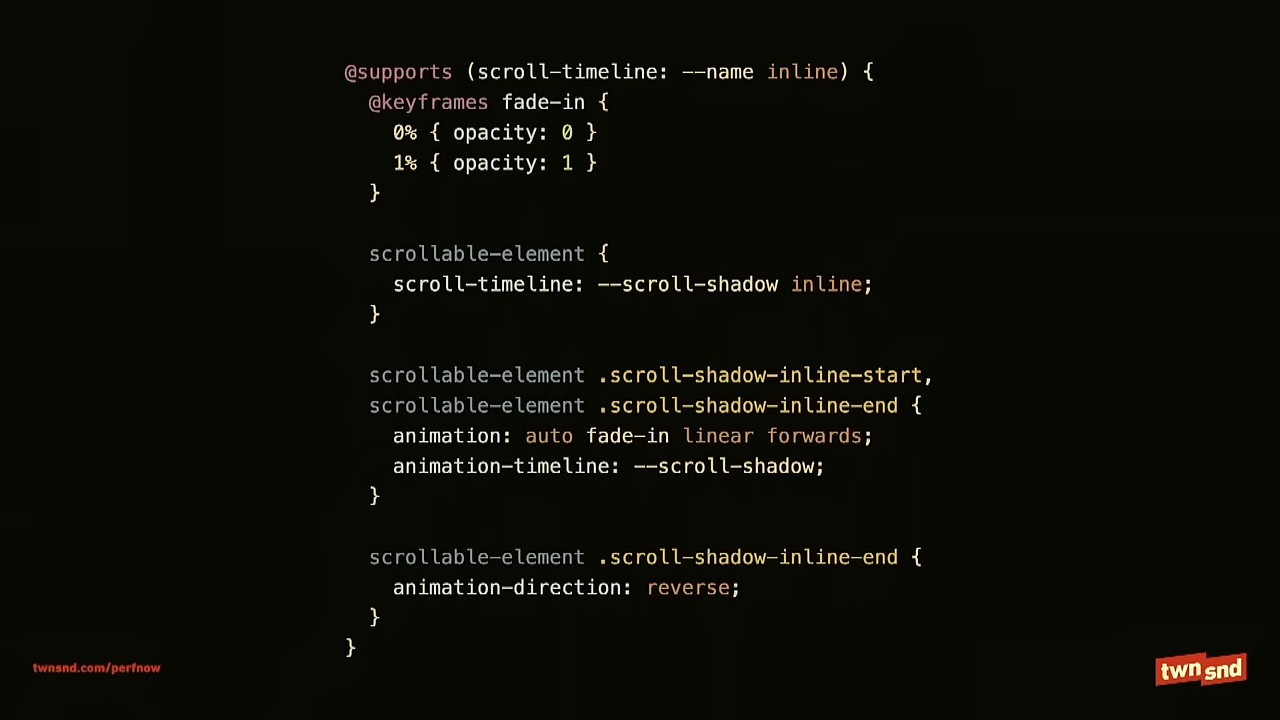 @supports (scroll-timeline: --name inline) {
  @keyframes fade-in {
    0% { opacity: 0 }
    1% { opacity: 1 }
  }

  scrollable-element {
    scroll-timeline: --scroll-shadow inline;
  }

  scrollable-element .scroll-shadow-inline-start,
  scrollable-element .scroll-shadow-inline-end {
    animation: auto fade-in linear forwards;
    animation-timeline: --scroll-shadow;
  }

  scrollable-element .scroll-shadow-inline-end {
    animation-direction: reverse;
  }
}
twnsnd.com/perfnow
twn snd